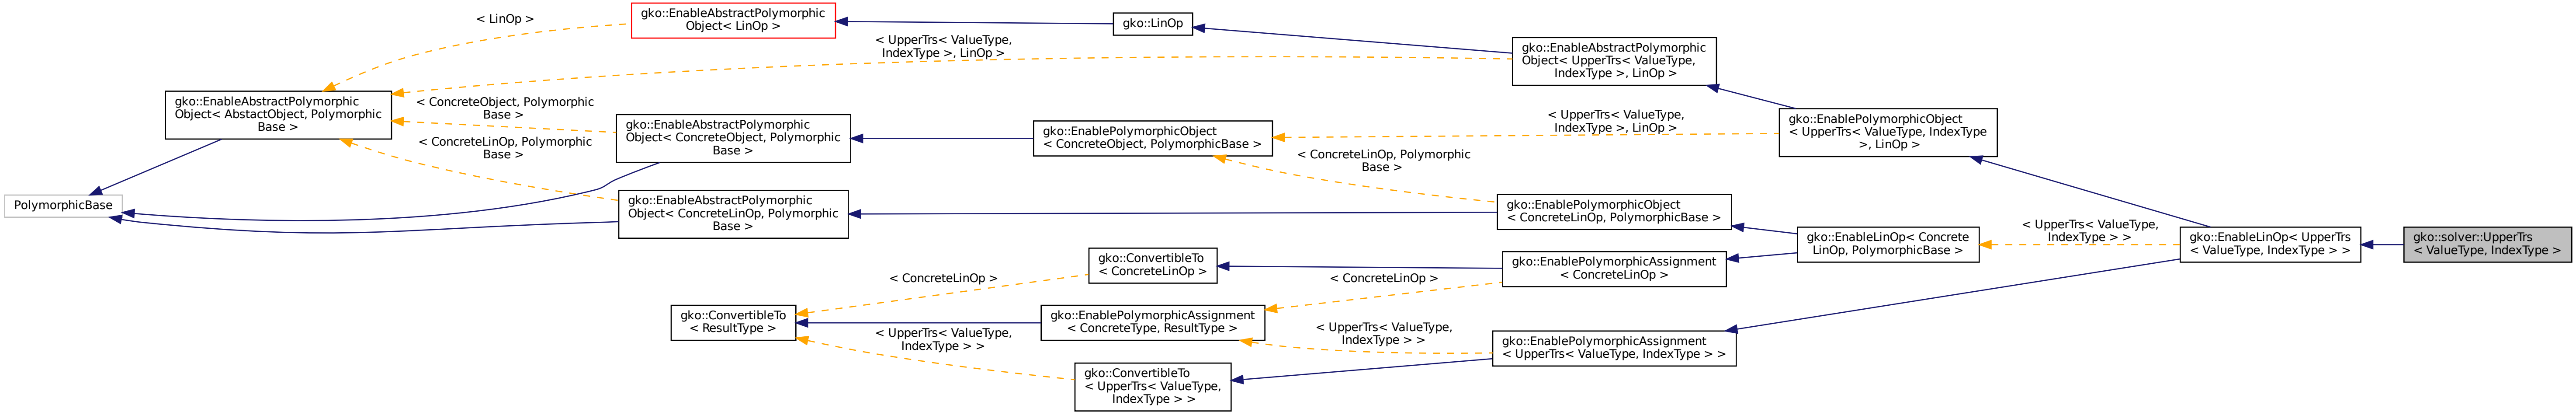 < LinOp >
gko::EnableAbstractPolymorphic
Object< LinOp >
gko::LinOp
< UpperTrs< ValueType,
IndexType >, LinOp >
gko::EnableAbstractPolymorphic
Object< UpperTrs< ValueType,
IndexType >, LinOp >
gko::EnableAbstractPolymorphic
Object< AbstactObject, Polymorphic
Base >
< ConcreteObject, Polymorphic
Base >
< ConcreteLinOp, Polymorphic
Base >
gko::EnableAbstractPolymorphic
Object< ConcreteObject, Polymorphic
Base >
gko::EnablePolymorphicObject
< ConcreteObject, PolymorphicBase >
< UpperTrs< ValueType,
IndexType >, LinOp >
gko::EnablePolymorphicObject
< UpperTrs< ValueType, IndexType
>, LinOp >
< ConcreteLinOp, Polymorphic
Base >
PolymorphicBase
gko::EnableAbstractPolymorphic
Object< ConcreteLinOp, Polymorphic
Base >
gko::EnablePolymorphicObject
< ConcreteLinOp, PolymorphicBase >
gko::EnableLinOp< Concrete
LinOp, PolymorphicBase >
< UpperTrs< ValueType,
IndexType > >
gko::EnableLinOp< UpperTrs
< ValueType, IndexType > >
gko::solver::UpperTrs
< ValueType, IndexType >
gko::ConvertibleTo
< ConcreteLinOp >
gko::EnablePolymorphicAssignment
< ConcreteLinOp >
< ConcreteLinOp >
< ConcreteLinOp >
gko::ConvertibleTo
< ResultType >
gko::EnablePolymorphicAssignment
< ConcreteType, ResultType >
< UpperTrs< ValueType,
IndexType > >
< UpperTrs< ValueType,
IndexType > >
gko::EnablePolymorphicAssignment
< UpperTrs< ValueType, IndexType > >
gko::ConvertibleTo
< UpperTrs< ValueType,
IndexType > >